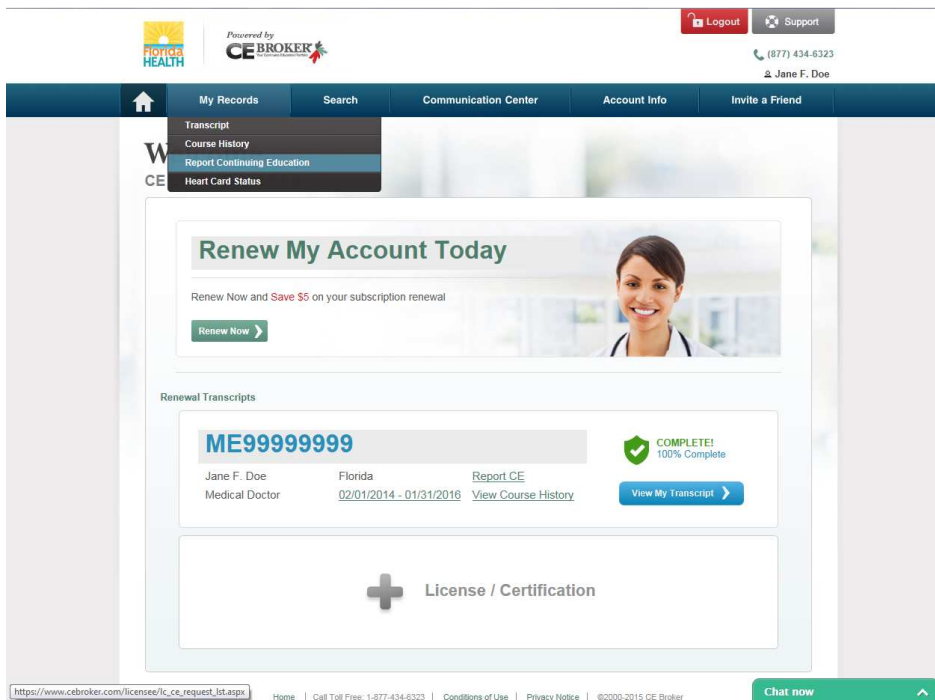 Logout
Support
Florida
HEALTH
Powered by
CE BROKER
(877) 434-6323
Jane F. Doe
My Records
Search
Communication Center
Account Info
Invite a Friend
Transcript
Course History
Report Continuing Education
Heart Card Status
W
CE
Renew My Account Today
Renew Now and Save $5 on your subscription renewal
Renew Now
Renewal Transcripts
ME99999999
COMPLETE!
100% Complete
Jane F. Doe
Florida
Report CE
Medical Doctor
02/01/2014 - 01/31/2016
View Course History
View My Transcript
License / Certification
https://www.cebroker.com/licensee/lc_ce_request_lst.aspx
Home | Call Toll Free: 1-877-434-6323 | Conditions of Use | Privacy Notice | ©2000-2015 CE Broker
Chat now